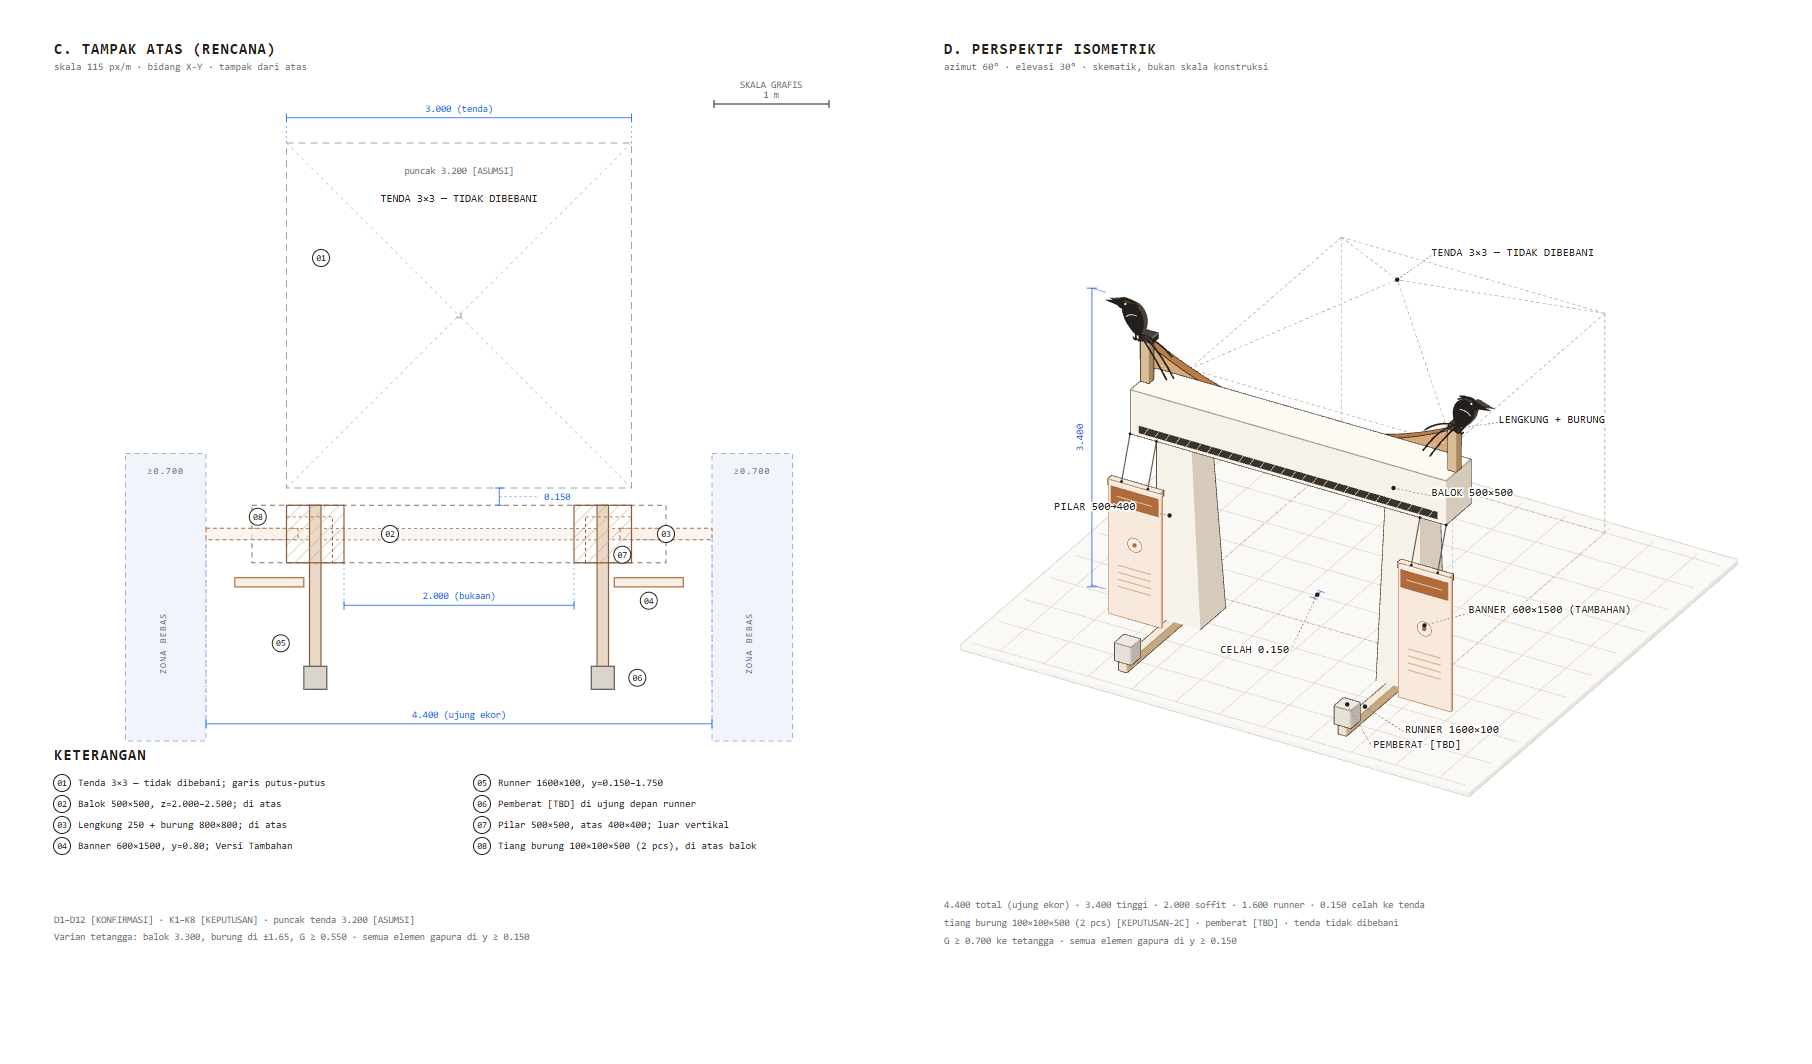 C. TAMPAK ATAS (RENCANA)
skala 115 px/m · bidang X-Y · tampak dari atas
SKALA GRAFIS
1 m
3.000 (tenda)
puncak 3.200 [ASUMSI]
TENDA 3×3 — TIDAK DIBEBANI
01
≥0.700
≥0.700
0.150
08
02
03
07
2.000 (bukaan)
04
05
06
ZONA BEBAS
ZONA BEBAS
4.400 (ujung ekor)
KETERANGAN
01 Tenda 3×3 — tidak dibebani; garis putus-putus
02 Balok 500×500, z=2.000–2.500; di atas
03 Lengkung 250 + burung 800×800; di atas
04 Banner 600×1500, y=0.80; Versi Tambahan
05 Runner 1600×100, y=0.150–1.750
06 Pemberat [TBD] di ujung depan runner
07 Pilar 500×500, atas 400×400; luar vertikal
08 Tiang burung 100×100×500 (2 pcs), di atas balok
D1–D12 [KONFIRMASI] · K1–K8 [KEPUTUSAN] · puncak tenda 3.200 [ASUMSI]
Varian tetangga: balok 3.300, burung di ±1.65, G ≥ 0.550 · semua elemen gapura di y ≥ 0.150
D. PERSPEKTIF ISOMETRIK
azimut 60° · elevasi 30° · skematik, bukan skala konstruksi
TENDA 3×3 — TIDAK DIBEBANI
3.400
LENGKUNG + BURUNG
BALOK 500×500
PILAR 500→400
BANNER 600×1500 (TAMBAHAN)
CELAH 0.150
RUNNER 1600×100
PEMBERAT [TBD]
4.400 total (ujung ekor) · 3.400 tinggi · 2.000 soffit · 1.600 runner · 0.150 celah ke tenda
tiang burung 100×100×500 (2 pcs) [KEPUTUSAN-2C] · pemberat [TBD] · tenda tidak dibebani
G ≥ 0.700 ke tetangga · semua elemen gapura di y ≥ 0.150